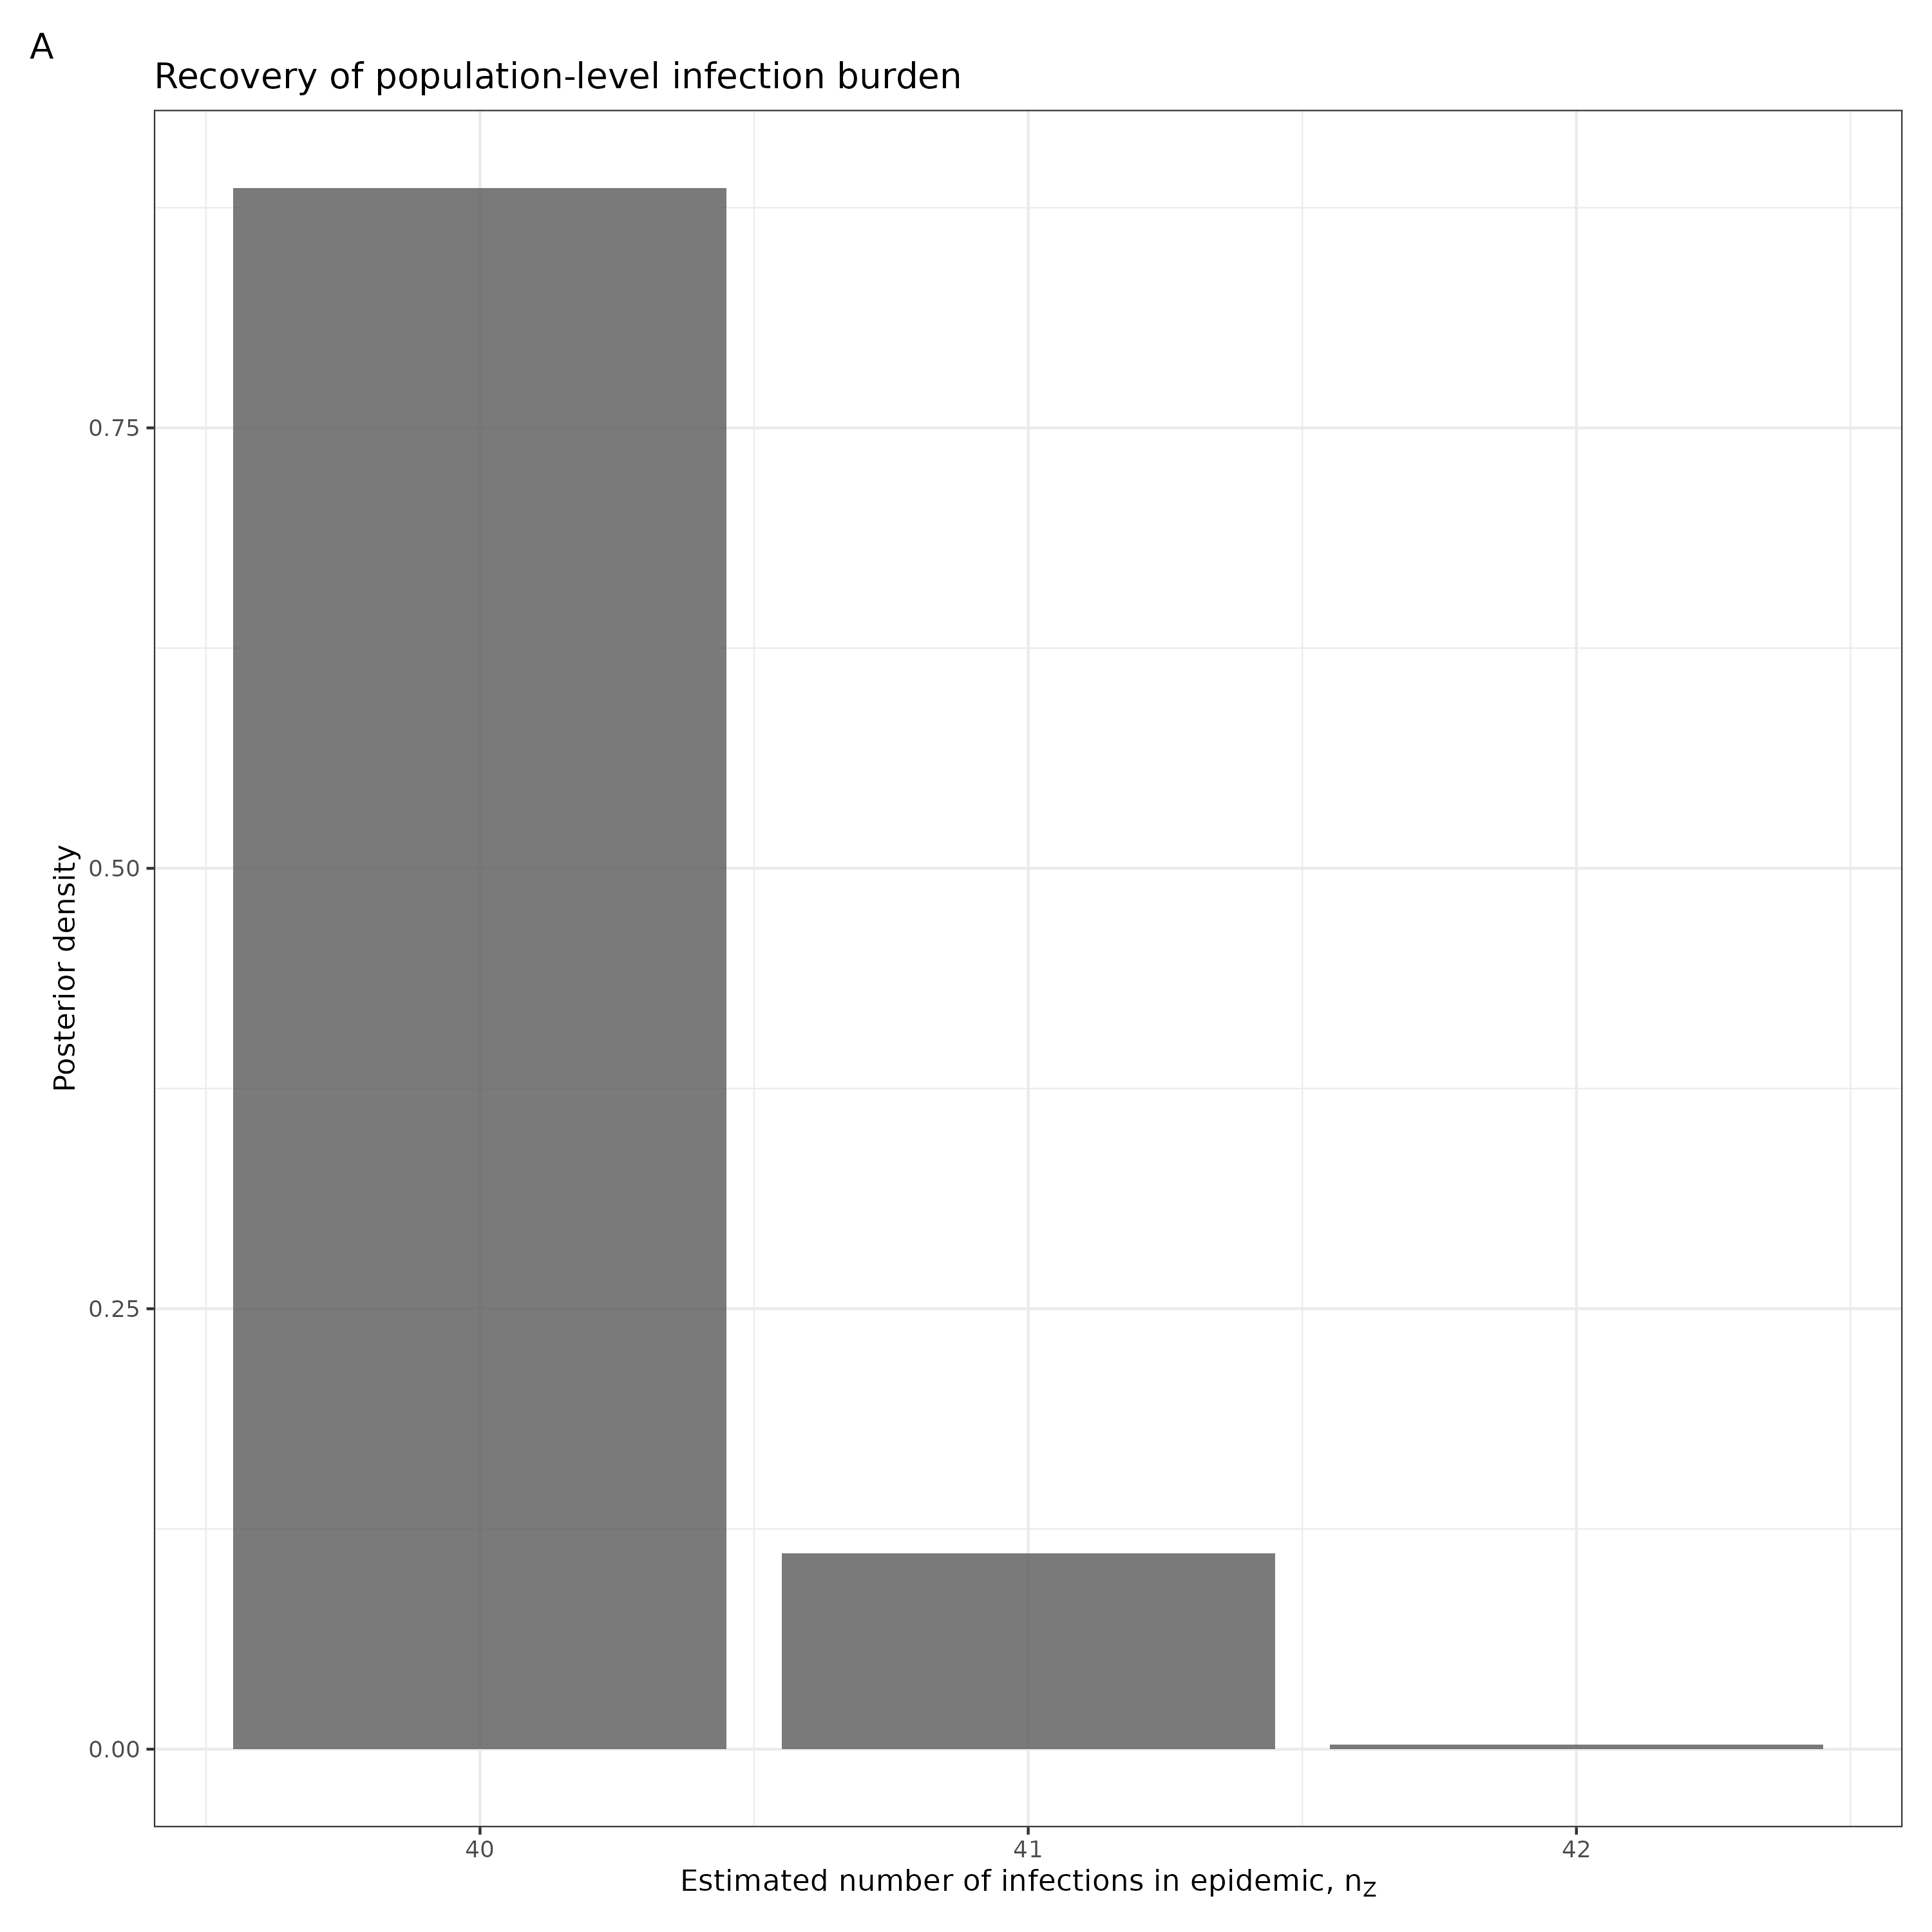 A
Recovery of population-level infection burden
Posterior density
0.75
0.50
0.25
0.00
40
41
42
Estimated number of infections in epidemic, nZ